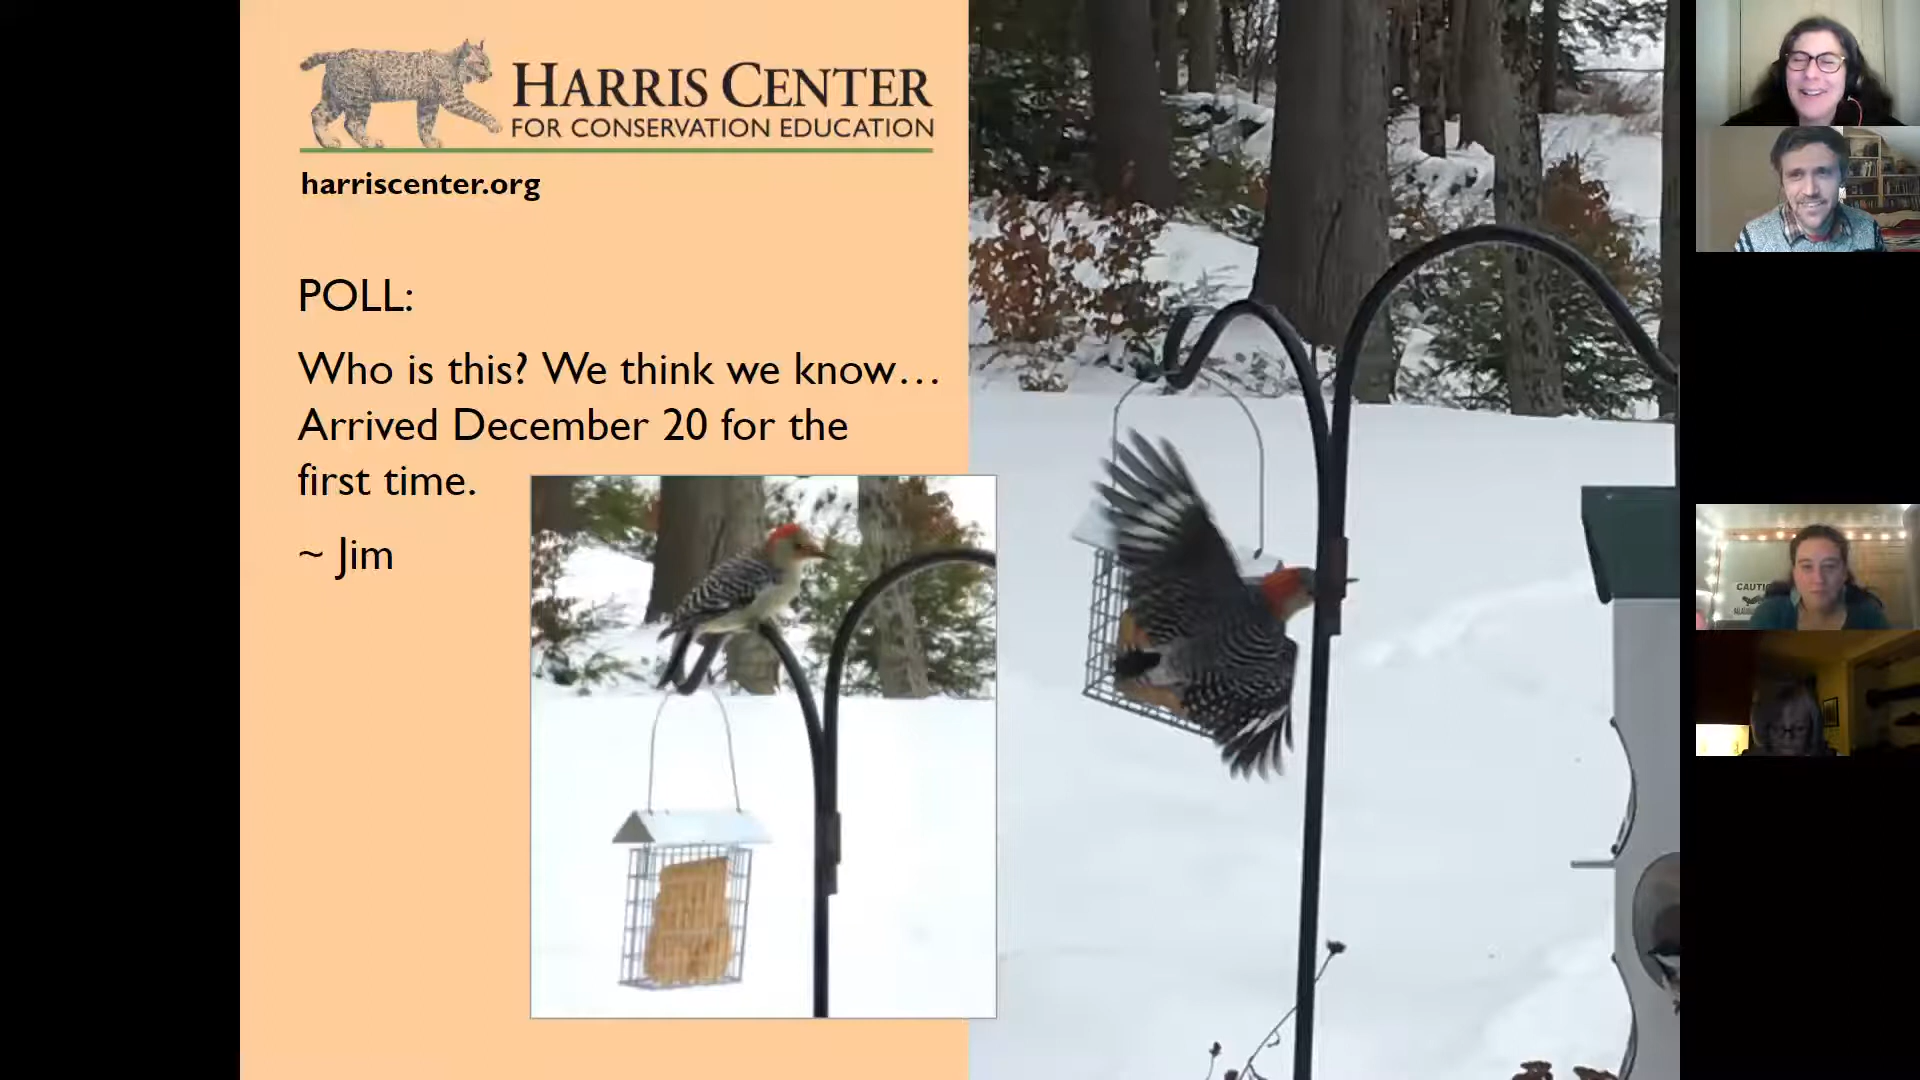 HARRIS CENTER
FOR CONSERVATION EDUCATION
harriscenter.org
POLL:
Who is this? We think we know…
Arrived December 20 for the
first time.
~ Jim